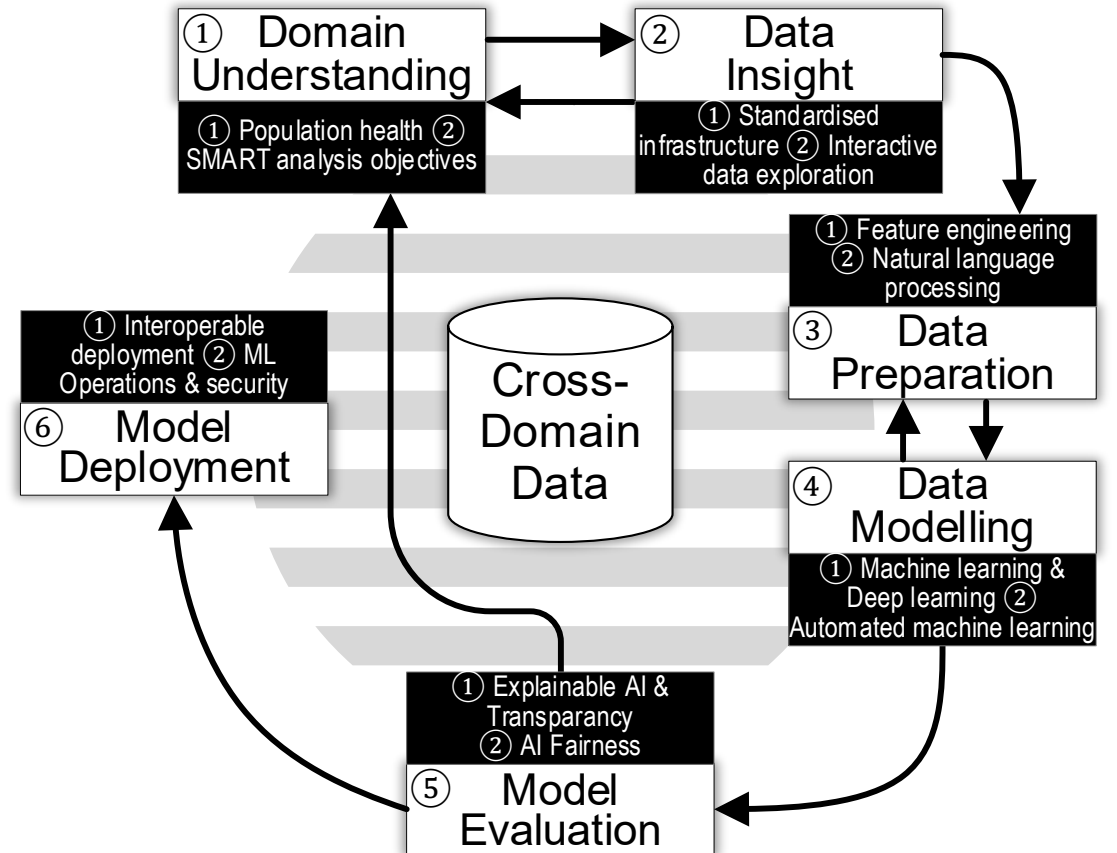 ① Domain
Understanding
① Population health ②
SMART analysis objectives
② Data
Insight
① Standardised
infrastructure ② Interactive
data exploration
① Feature engineering
② Natural language
processing
③ Data
Preparation
④ Data
Modelling
① Machine learning &
Deep learning ②
Automated machine learning
① Explainable AI &
Transparancy
② AI Fairness
⑤ Model
Evaluation
① Interoperable
deployment ② ML
Operations & security
⑥ Model
Deployment
Cross-
Domain
Data